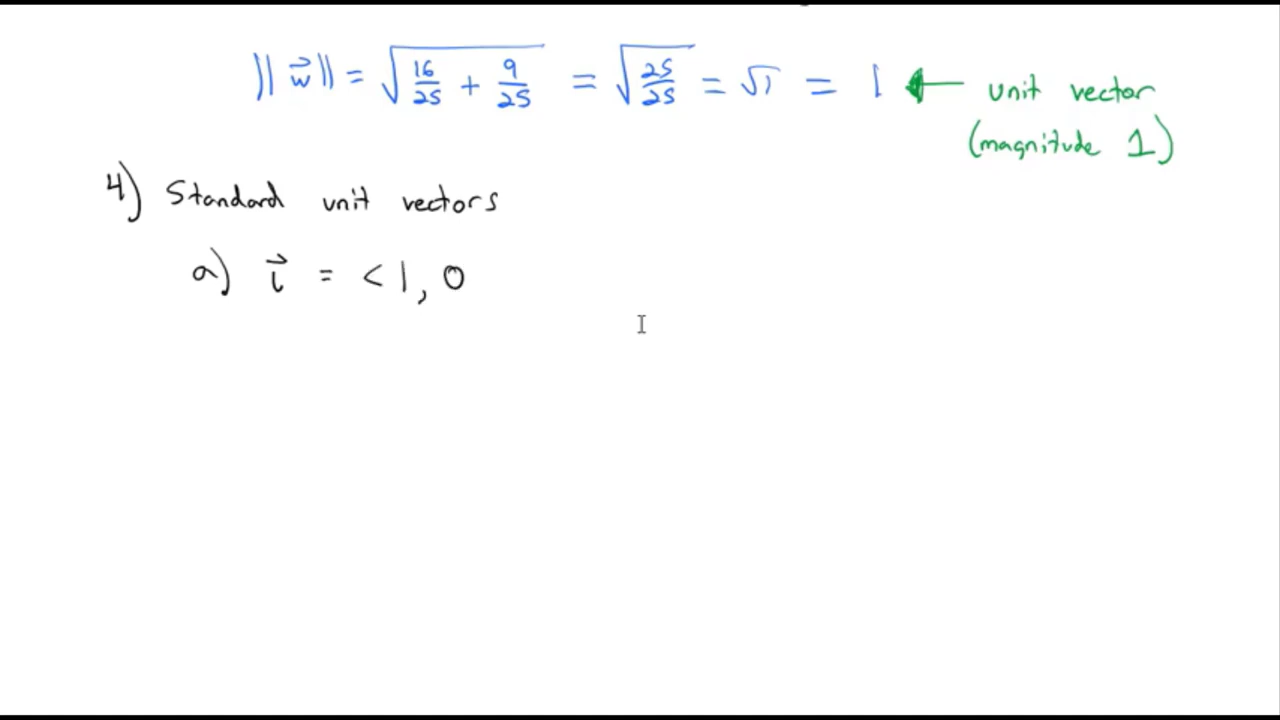 ||w⃗|| = √(16/25 + 9/25) = √(25/25) = √1 = 1 ← unit vector
(magnitude 1)
4) Standard unit vectors
a) i⃗ = <1, 0